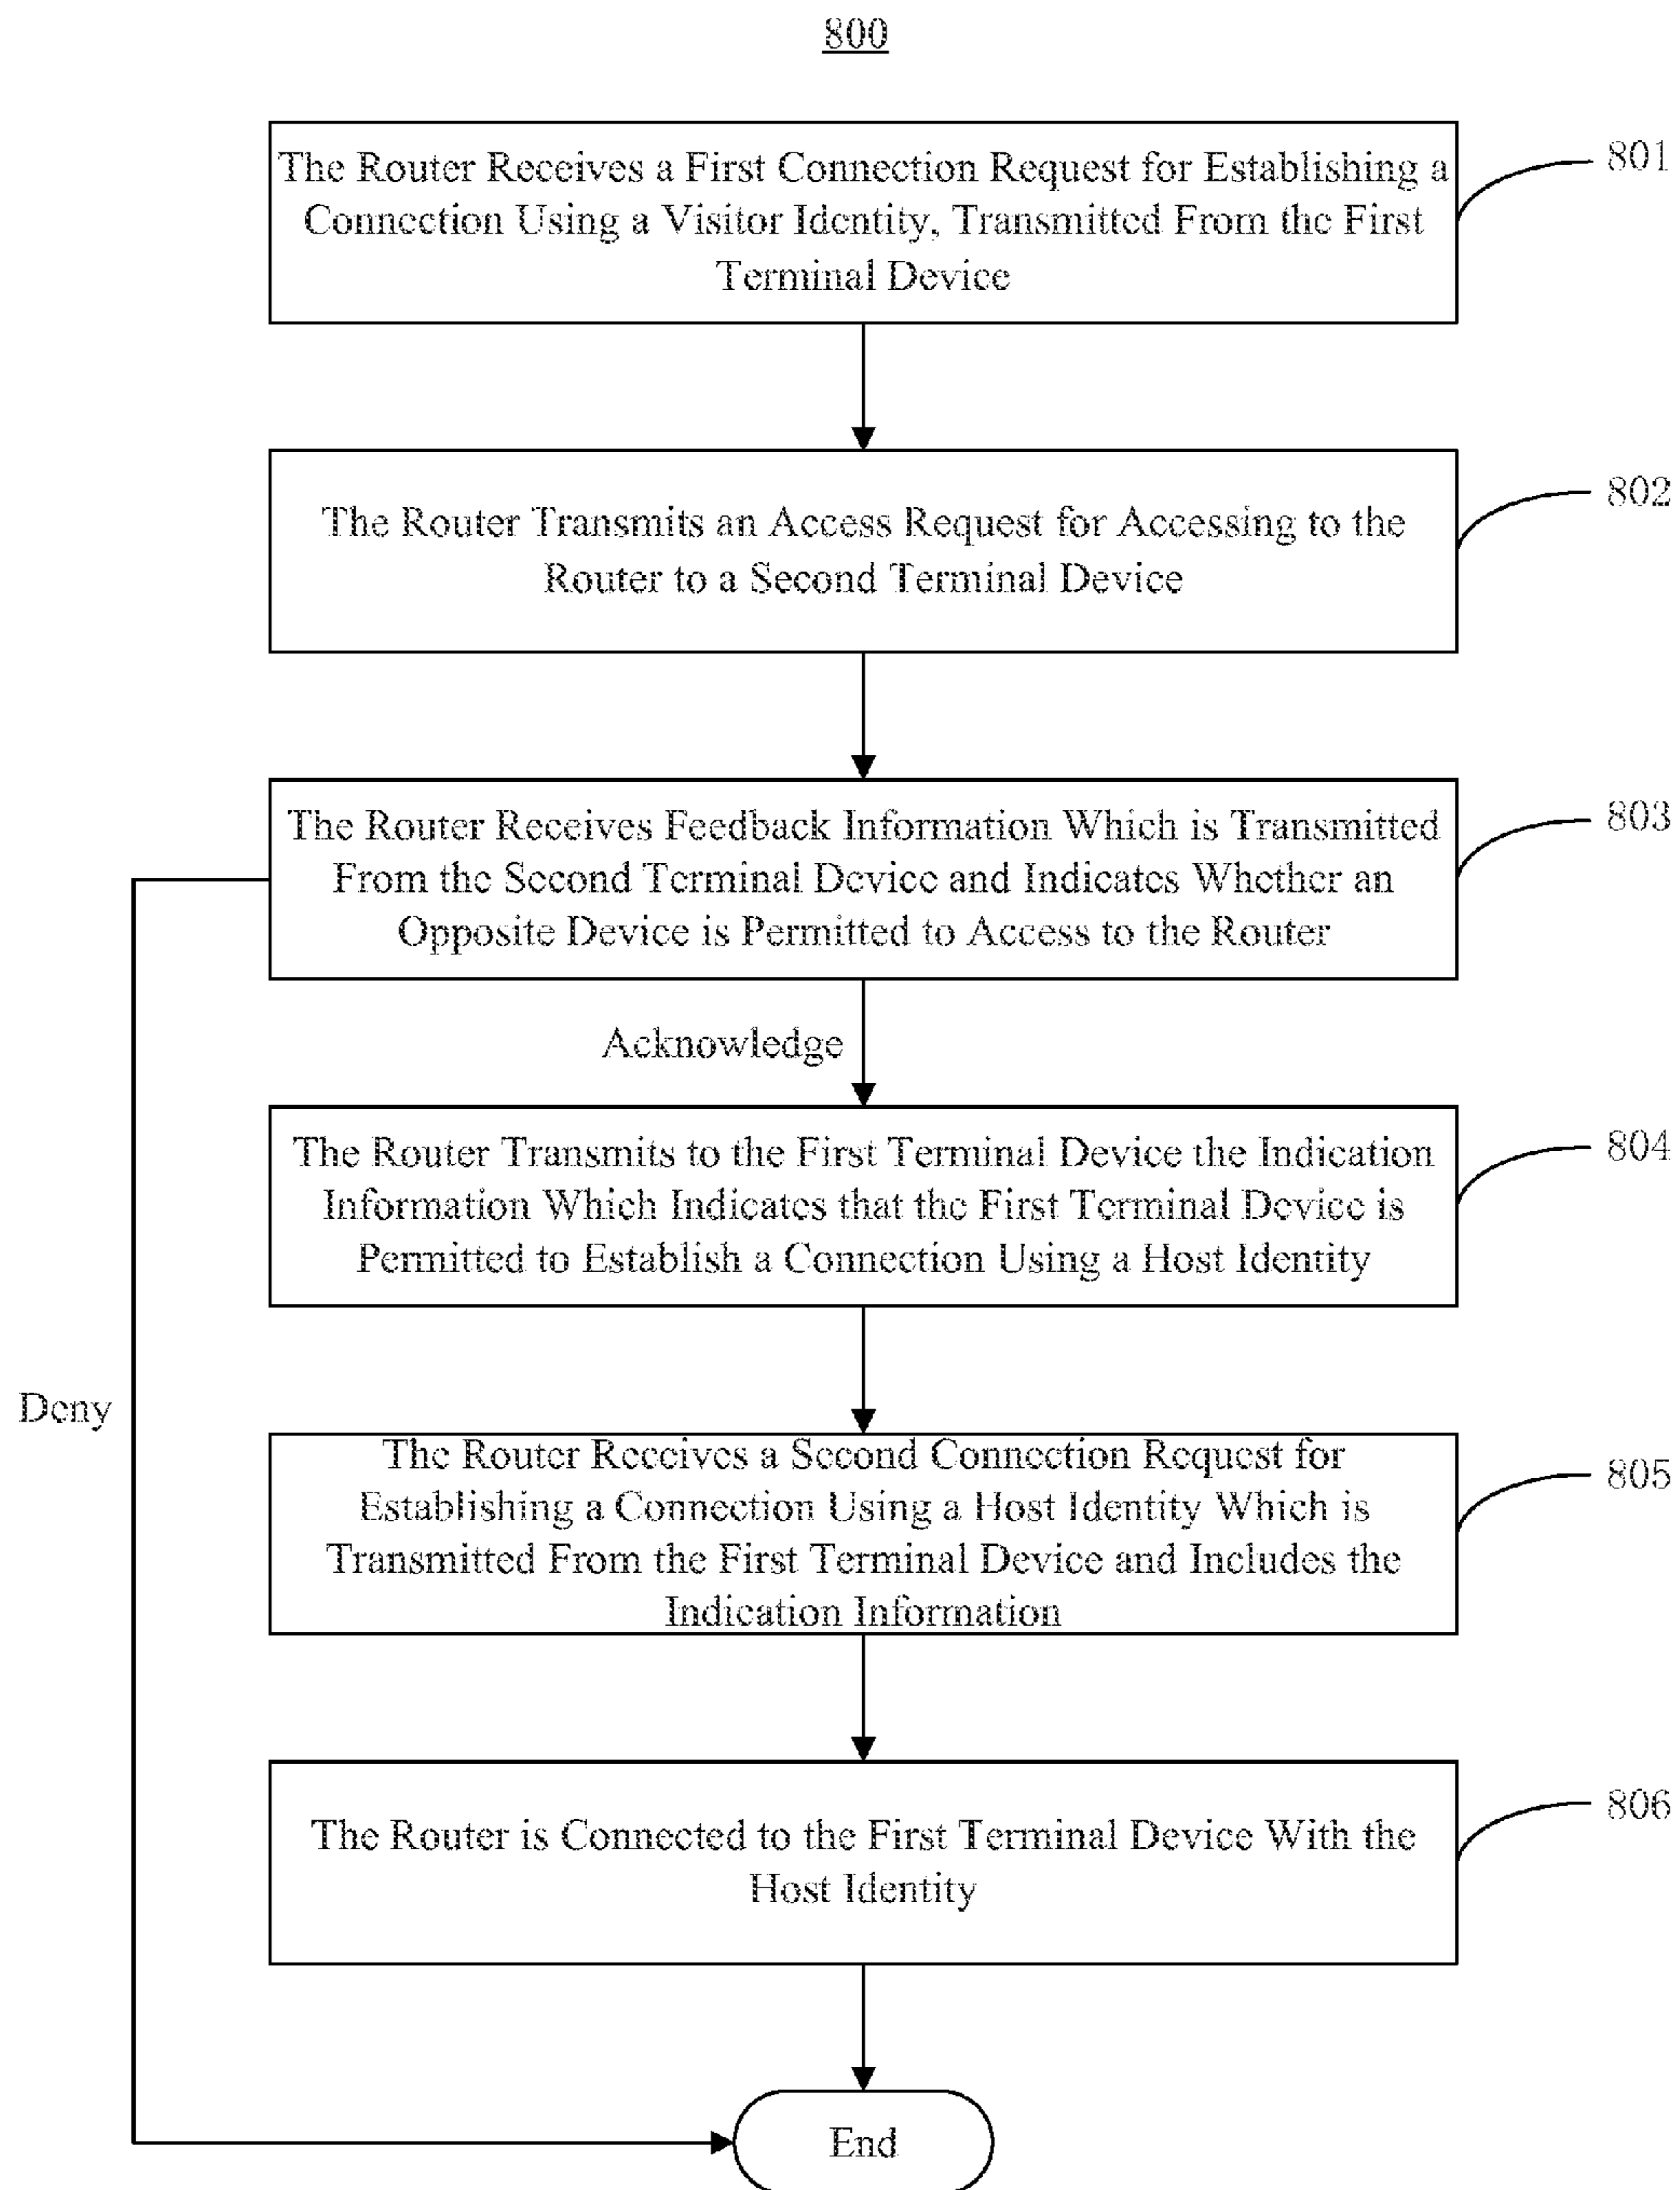 800
The Router Receives a First Connection Request for Establishing a
Connection Using a Visitor Identity, Transmitted From the First
Terminal Device
801
The Router Transmits an Access Request for Accessing to the
Router to a Second Terminal Device
802
The Router Receives Feedback Information Which is Transmitted
From the Second Terminal Device and Indicates Whether an
Opposite Device is Permitted to Access to the Router
803
Acknowledge
The Router Transmits to the First Terminal Device the Indication
Information Which Indicates that the First Terminal Device is
Permitted to Establish a Connection Using a Host Identity
804
Deny
The Router Receives a Second Connection Request for
Establishing a Connection Using a Host Identity Which is
Transmitted From the First Terminal Device and Includes the
Indication Information
805
The Router is Connected to the First Terminal Device With the
Host Identity
806
End